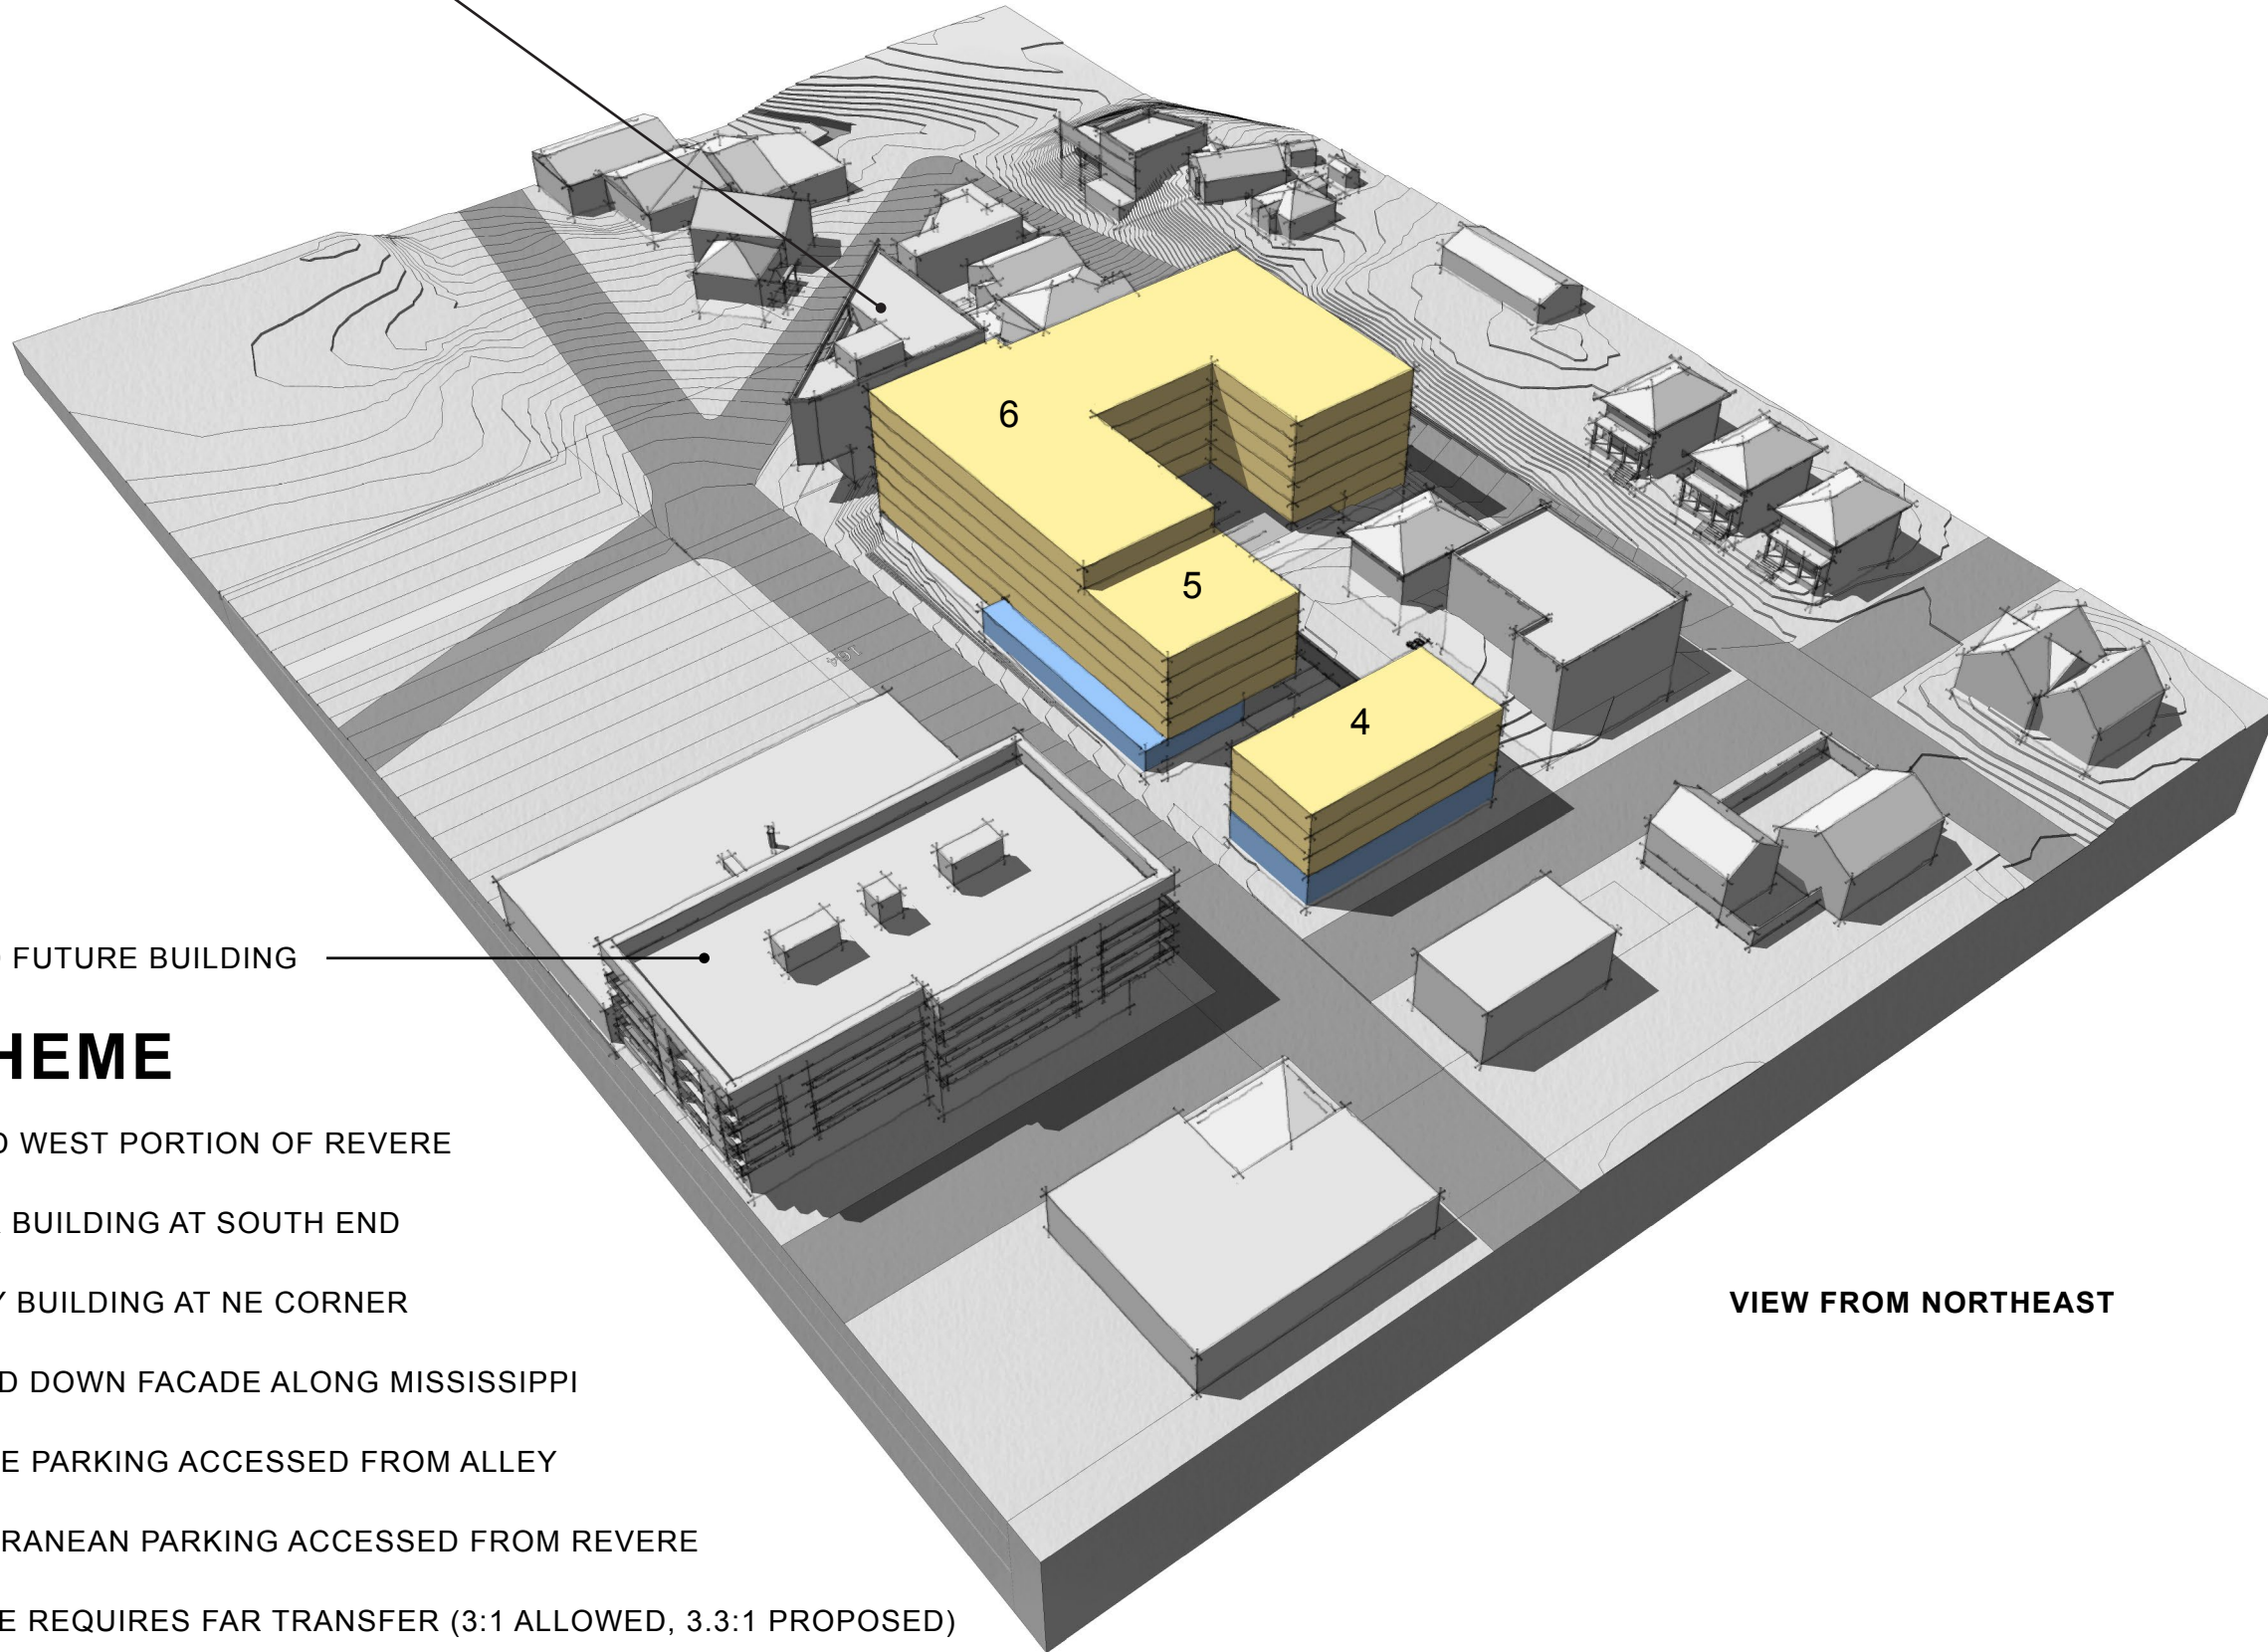 6
5
4
FUTURE BUILDING
HEME
WEST PORTION OF REVERE
BUILDING AT SOUTH END
BUILDING AT NE CORNER
VIEW FROM NORTHEAST
D DOWN FACADE ALONG MISSISSIPPI
E PARKING ACCESSED FROM ALLEY
RANEAN PARKING ACCESSED FROM REVERE
E REQUIRES FAR TRANSFER (3:1 ALLOWED, 3.3:1 PROPOSED)